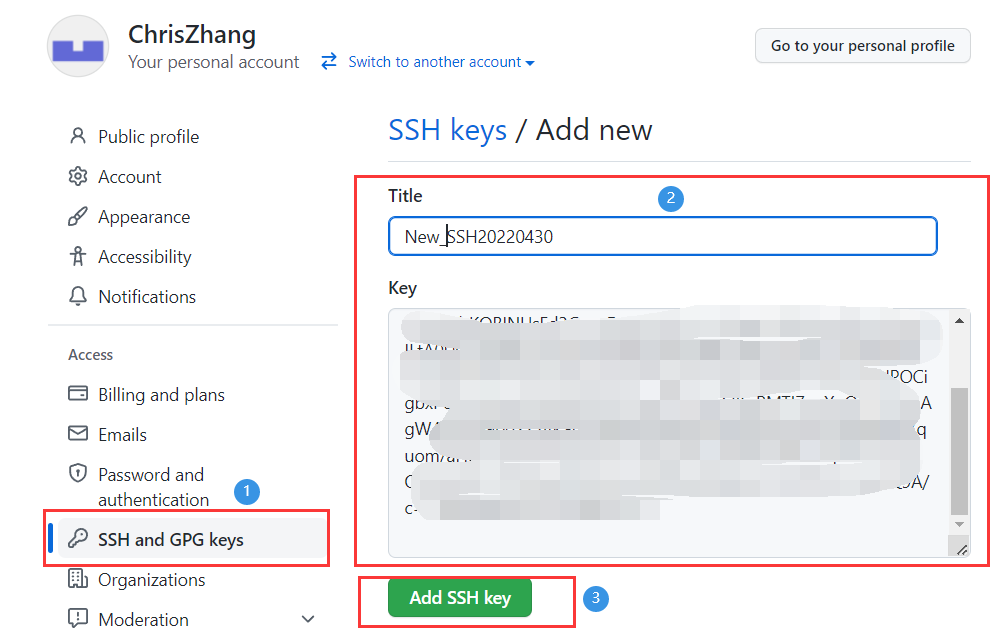 ChrisZhang
Your personal account
Switch to another account
Go to your personal profile
Public profile
Account
Appearance
Accessibility
Notifications
Access
Billing and plans
Emails
Password and
authentication
1
SSH and GPG keys
Organizations
Moderation
SSH keys / Add new
Title
2
New_SSH20220430
Key
Add SSH key
3